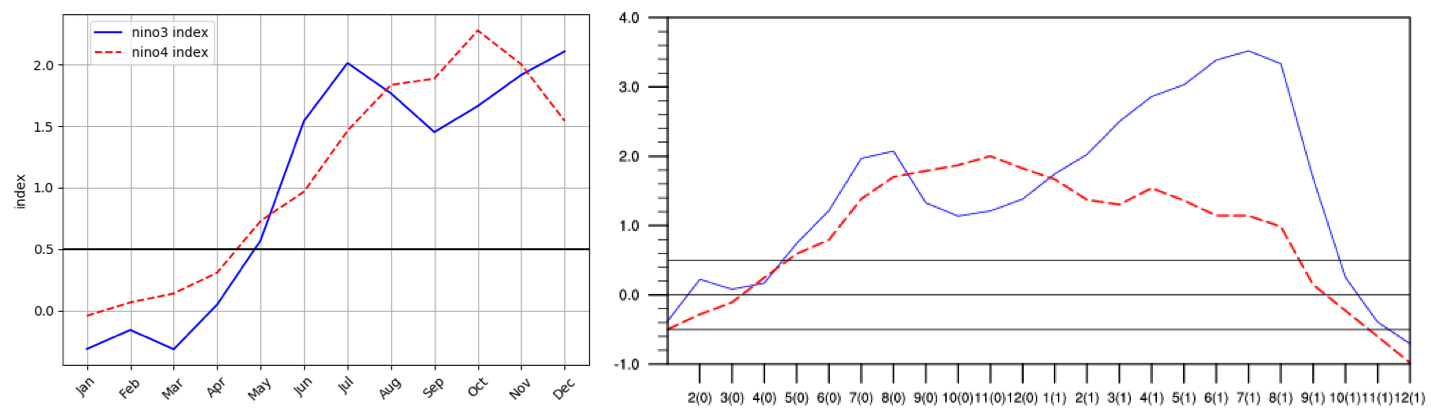 nino3 index
nino4 index
index
2.0
1.5
1.0
0.5
0.0
Jan Feb Mar Apr May Jun Jul Aug Sep Oct Nov Dec
4.0
3.0
2.0
1.0
0.0
-1.0
2(0) 3(0) 4(0) 5(0) 6(0) 7(0) 8(0) 9(0) 10(0) 11(0) 12(0) 1(1) 2(1) 3(1) 4(1) 5(1) 6(1) 7(1) 8(1) 9(1) 10(1) 11(1) 12(1)